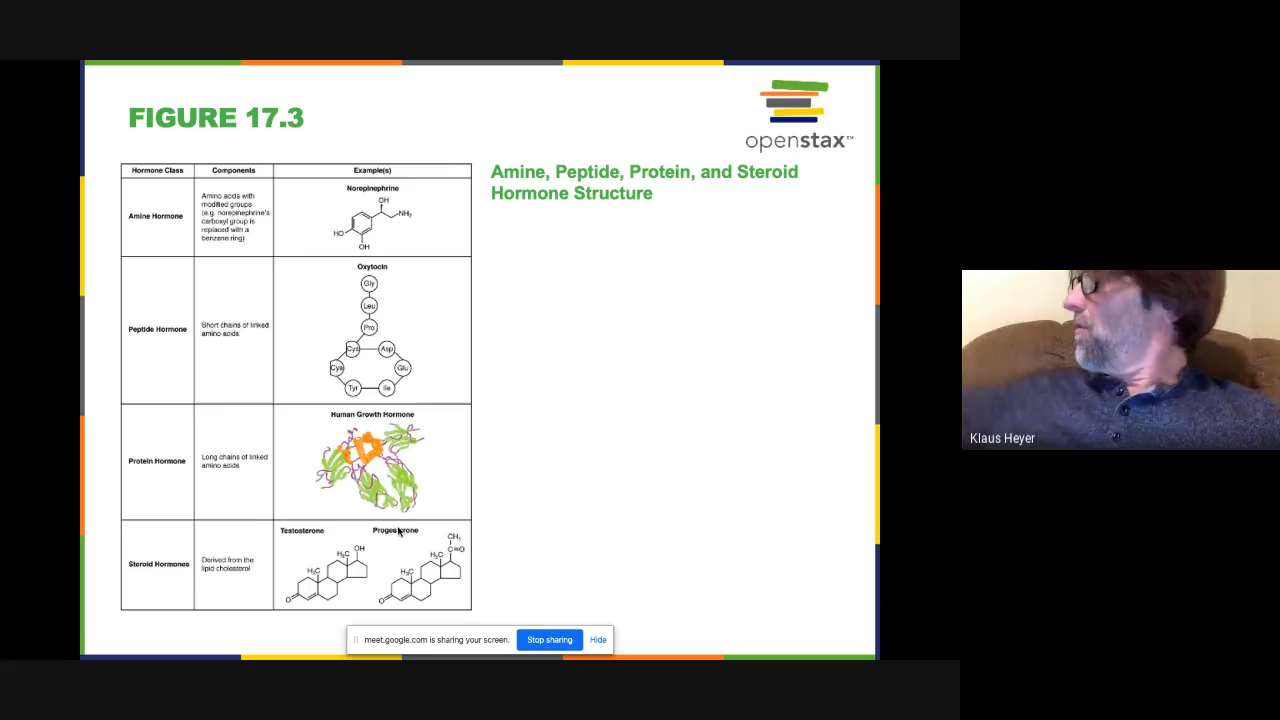 FIGURE 17.3
openstax™
Hormone Class Components Example(s)
Amine Hormone
Amino acids with
modified groups
(e.g. norepinephrine's
carboxyl group is
replaced with a
benzene ring)
Norepinephrine
OH
NH₂
HO
OH
Peptide Hormone
Short chains of linked
amino acids
Oxytocin
Gly
Leu
Pro
Cys Asp
Cys Glu
Tyr Ile
Protein Hormone
Long chains of linked
amino acids
Human Growth Hormone
Steroid Hormones
Derived from the
lipid cholesterol
Testosterone
OH
H₃C
H₃C
O
Progesterone
CH₃
C=O
H₃C
H₃C
O
Amine, Peptide, Protein, and Steroid
Hormone Structure
meet.google.com is sharing your screen. Stop sharing Hide
Klaus Heyer